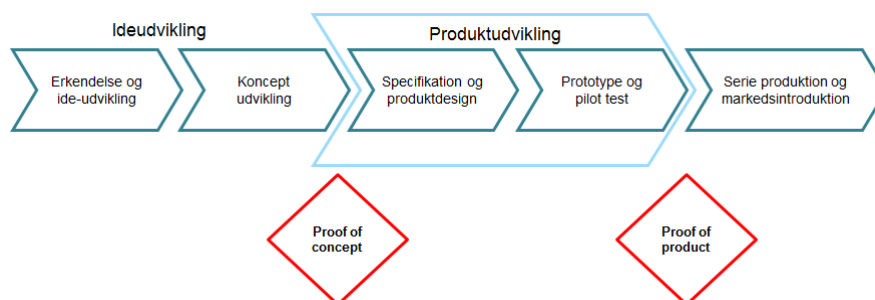 Ideudvikling
Produktudvikling
Erkendelse og
ide-udvikling
Koncept
udvikling
Specifikation og
produktdesign
Prototype og
pilot test
Serie produktion og
markedsintroduktion
Proof of
concept
Proof of
product